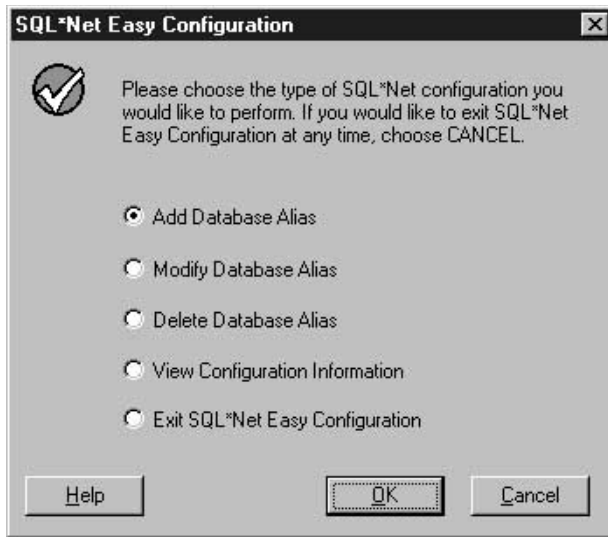 SQL*Net Easy Configuration
Please choose the type of SQL*Net configuration you
would like to perform. If you would like to exit SQL*Net
Easy Configuration at any time, choose CANCEL.
Add Database Alias
Modify Database Alias
Delete Database Alias
View Configuration Information
Exit SQL*Net Easy Configuration
Help
OK
Cancel